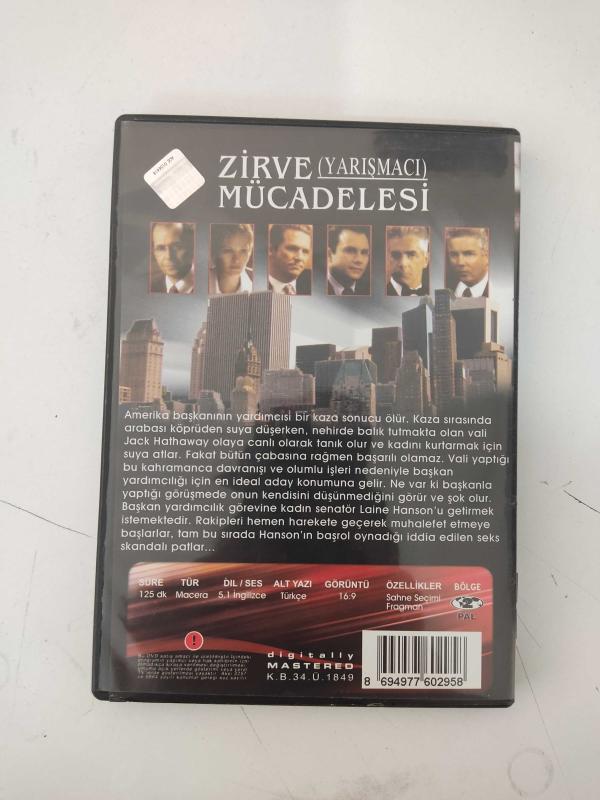 ZİRVE (YARIŞMACI)
MÜCADELESİ
Amerika başkanının yardımcısı bir kaza sonucu ölür. Kaza sırasında
arabası köprüden suya düşerken, nehirde balık tutmakta olan vali
Jack Hathaway olaya canlı olarak tanık olur ve kadını kurtarmak için
suya atlar. Fakat bütün çabasına rağmen başarılı olamaz. Vali yaptığı
bu kahramanca davranışı ve olumlu işleri nedeniyle başkan
yardımcılığı için en ideal aday konumuna gelir. Ne var ki başkanla
yaptığı görüşmede onun kendisini düşünmediğini görür ve şok olur.
Başkan yardımcılık görevine kadın senatör Laine Hanson'u getirmek
istemektedir. Rakipleri hemen harekete geçerek muhalefet etmeye
başlarlar, tam bu sırada Hanson'ın başrol oynadığı iddia edilen seks
skandalı patlar...
SÜRE TÜR DİL / SES ALT YAZI GÖRÜNTÜ ÖZELLİKLER BÖLGE
125 dk Macera 5.1 İngilizce Türkçe 16:9 Sahne Seçimi 2
Fragman PAL
digitally
MASTERED
K.B.34.Ü.1849
8 694977 602958